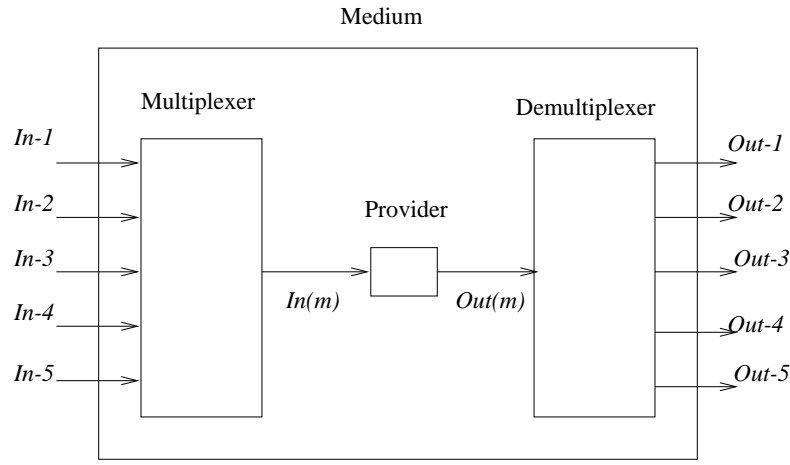 Medium
Multiplexer
Demultiplexer
In-1
Out-1
In-2
Provider
Out-2
In-3
Out-3
In(m)
Out(m)
In-4
Out-4
In-5
Out-5